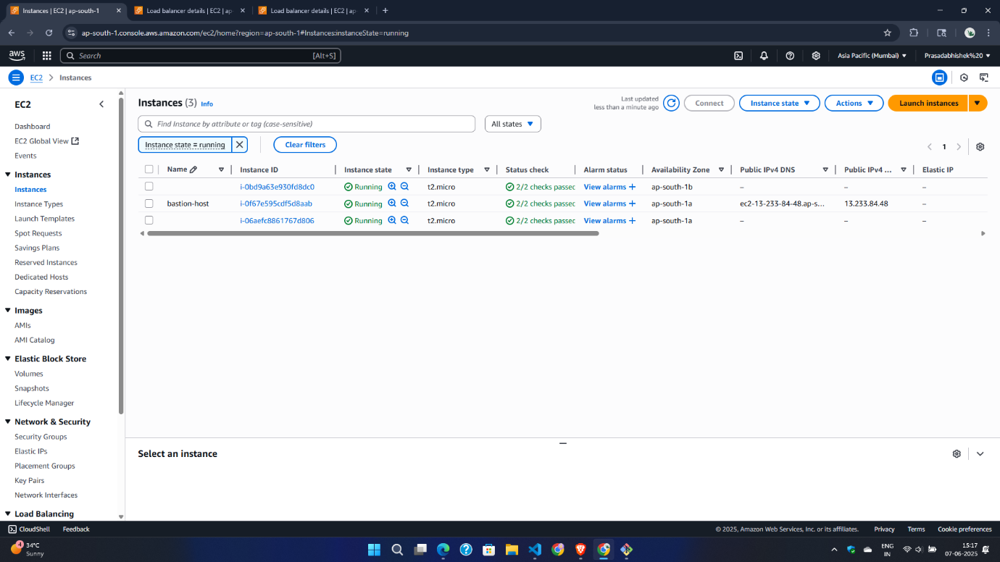 Instances | EC2 | ap-south-1
Load balancer details | EC2 | ap-
Load balancer details | EC2 | ap-
ap-south-1.console.aws.amazon.com/ec2/home?region=ap-south-1#Instances:instanceState=running
aws
Search
[Alt+S]
Asia Pacific (Mumbai)
Prasadabhishek%20
EC2
Instances
EC2
Dashboard
EC2 Global View
Events
Instances
Instances
Instance Types
Launch Templates
Spot Requests
Savings Plans
Reserved Instances
Dedicated Hosts
Capacity Reservations
Images
AMIs
AMI Catalog
Elastic Block Store
Volumes
Snapshots
Lifecycle Manager
Network & Security
Security Groups
Elastic IPs
Placement Groups
Key Pairs
Network Interfaces
Load Balancing
Instances (3) Info
Last updated
less than a minute ago
Connect
Instance state
Actions
Launch instances
Find Instance by attribute or tag (case-sensitive)
All states
Instance state = running
Clear filters
1
Name Instance ID Instance state Instance type Status check Alarm status Availability Zone Public IPv4 DNS Public IPv4 ... Elastic IP
i-0bd9a63e930fd8dc0 Running t2.micro 2/2 checks passec View alarms + ap-south-1b – – –
bastion-host i-0f67e595cdf5d8aab Running t2.micro 2/2 checks passec View alarms + ap-south-1a ec2-13-233-84-48.ap-s... 13.233.84.48 –
i-06aefc8861767d806 Running t2.micro 2/2 checks passec View alarms + ap-south-1a – – –
Select an instance
CloudShell
Feedback
© 2025, Amazon Web Services, Inc. or its affiliates.
Privacy
Terms
Cookie preferences
4
34°C
Sunny
ENG
IN
15:17
07-06-2025